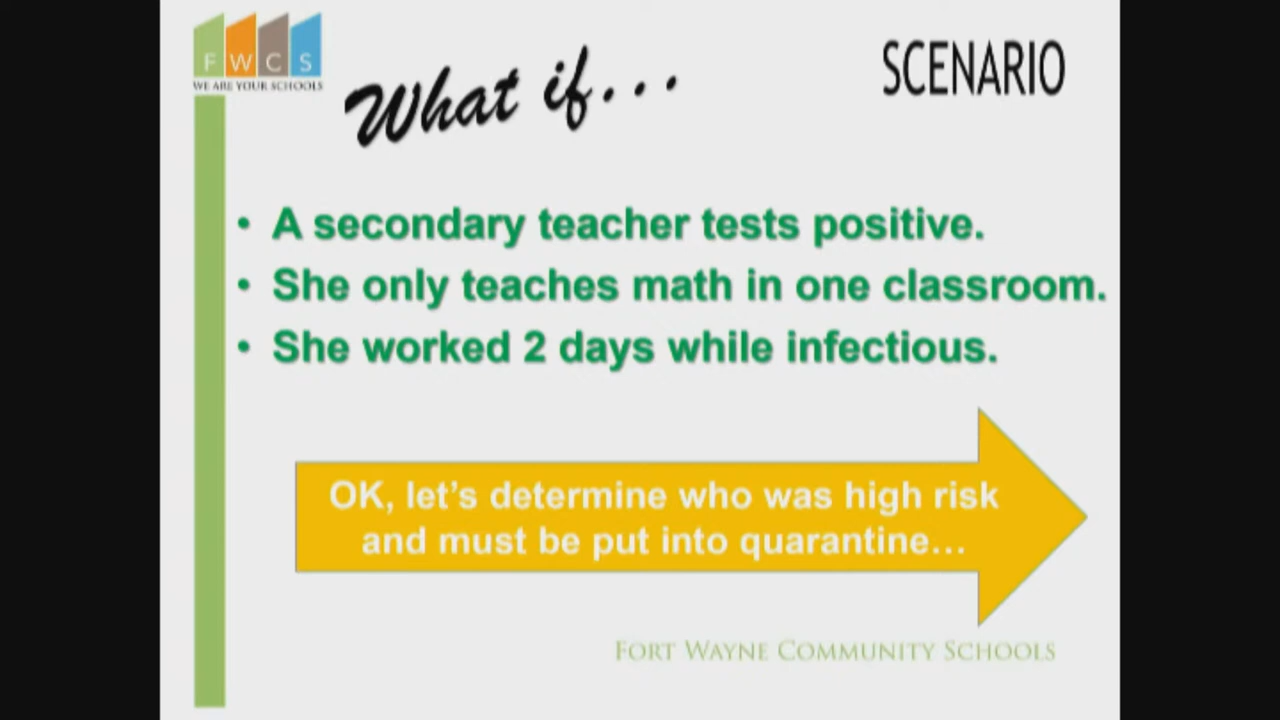 FWCS
WE ARE YOUR SCHOOLS
What if...
SCENARIO
• A secondary teacher tests positive.
• She only teaches math in one classroom.
• She worked 2 days while infectious.
OK, let's determine who was high risk
and must be put into quarantine...
FORT WAYNE COMMUNITY SCHOOLS